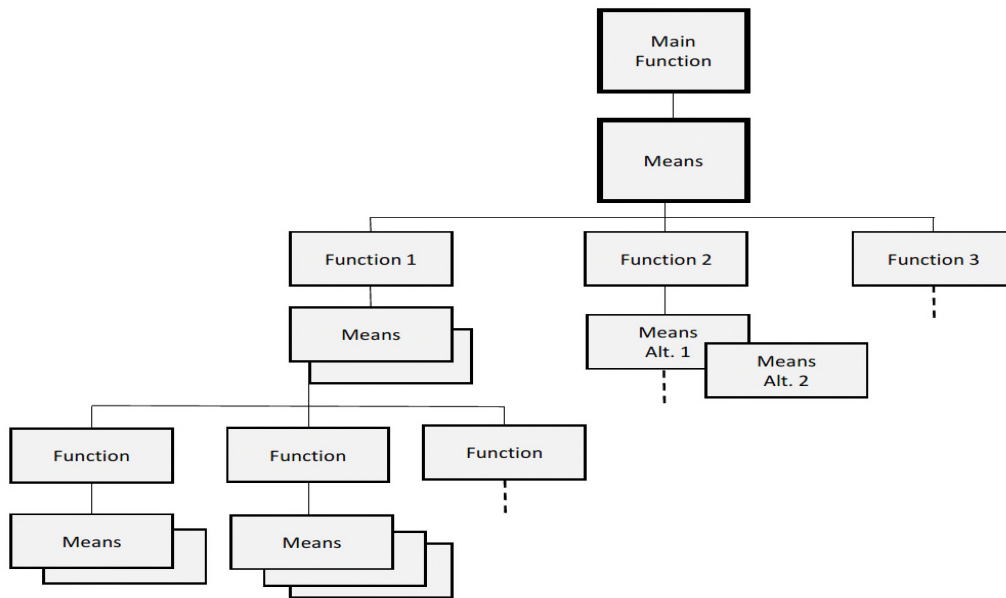 Main
Function
Means
Function 1
Function 2
Function 3
Means
Means
Alt. 1
Means
Alt. 2
Function
Function
Function
Means
Means